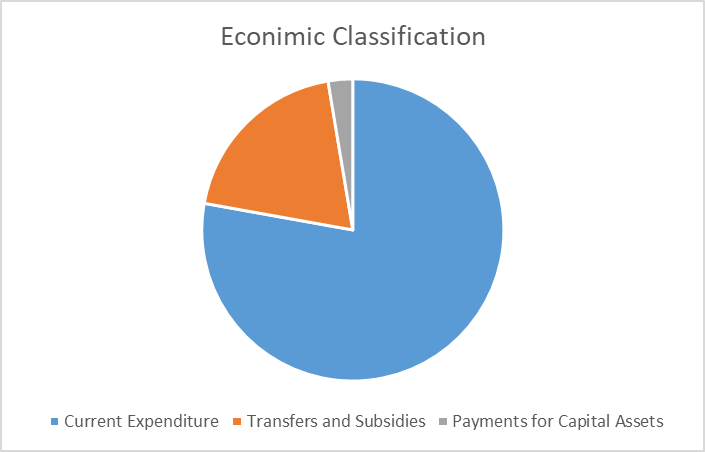 Econimic Classification
Current Expenditure Transfers and Subsidies Payments for Capital Assets